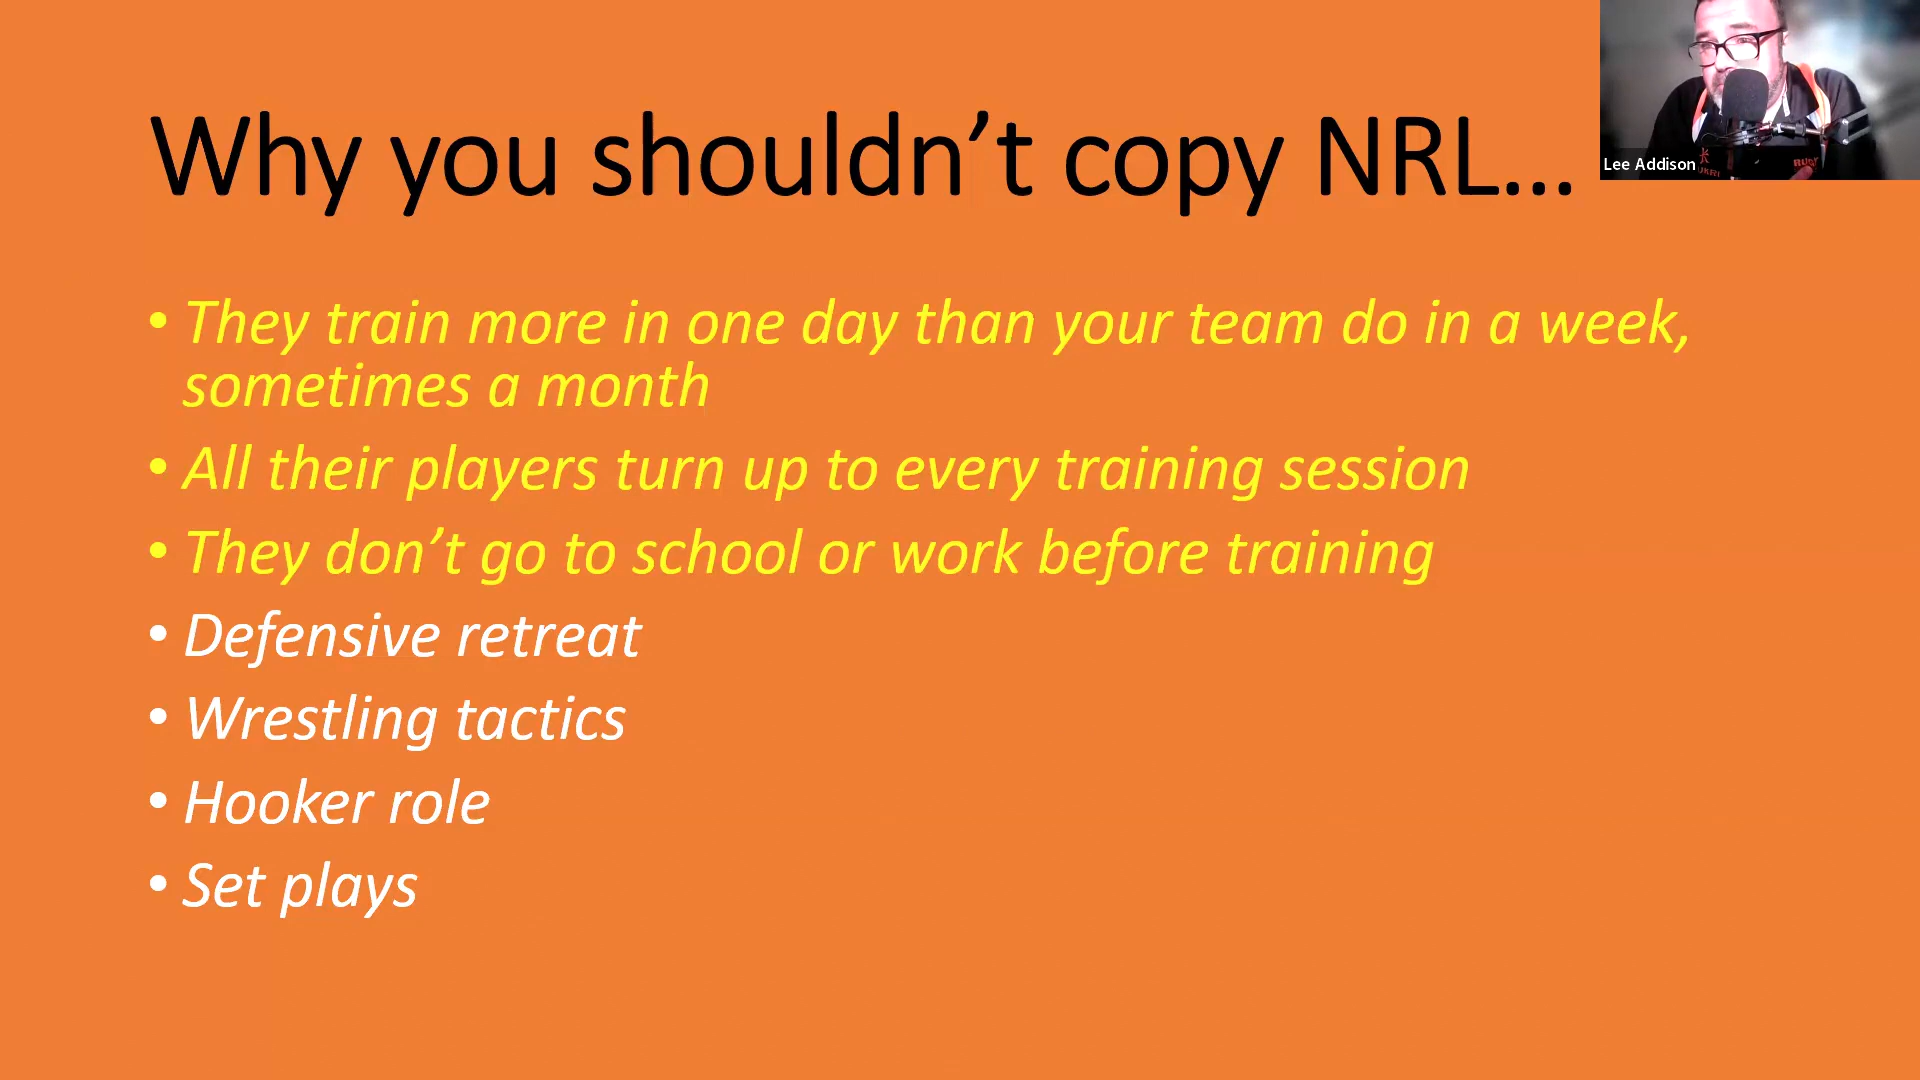 Why you shouldn’t copy NRL...
Lee Addison
• They train more in one day than your team do in a week,
sometimes a month
• All their players turn up to every training session
• They don’t go to school or work before training
• Defensive retreat
• Wrestling tactics
• Hooker role
• Set plays